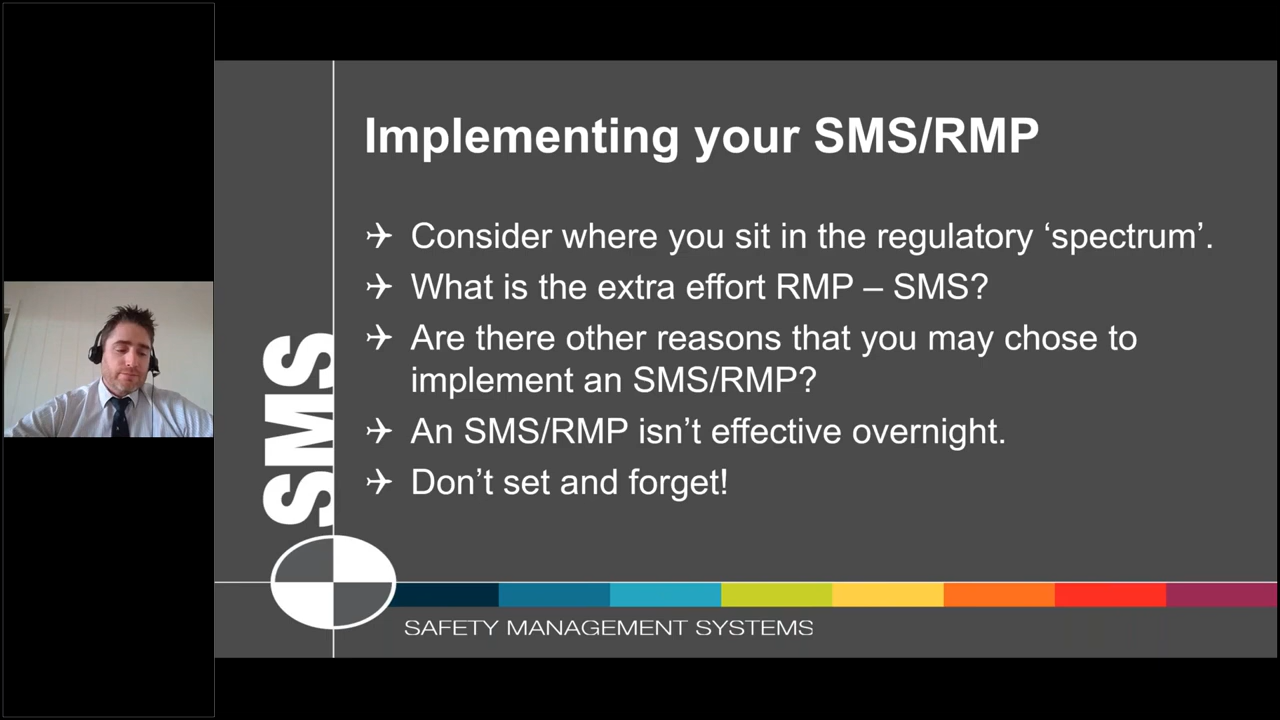 Implementing your SMS/RMP
Consider where you sit in the regulatory ‘spectrum’.
What is the extra effort RMP – SMS?
Are there other reasons that you may chose to
implement an SMS/RMP?
An SMS/RMP isn’t effective overnight.
Don’t set and forget!
SMS
SAFETY MANAGEMENT SYSTEMS